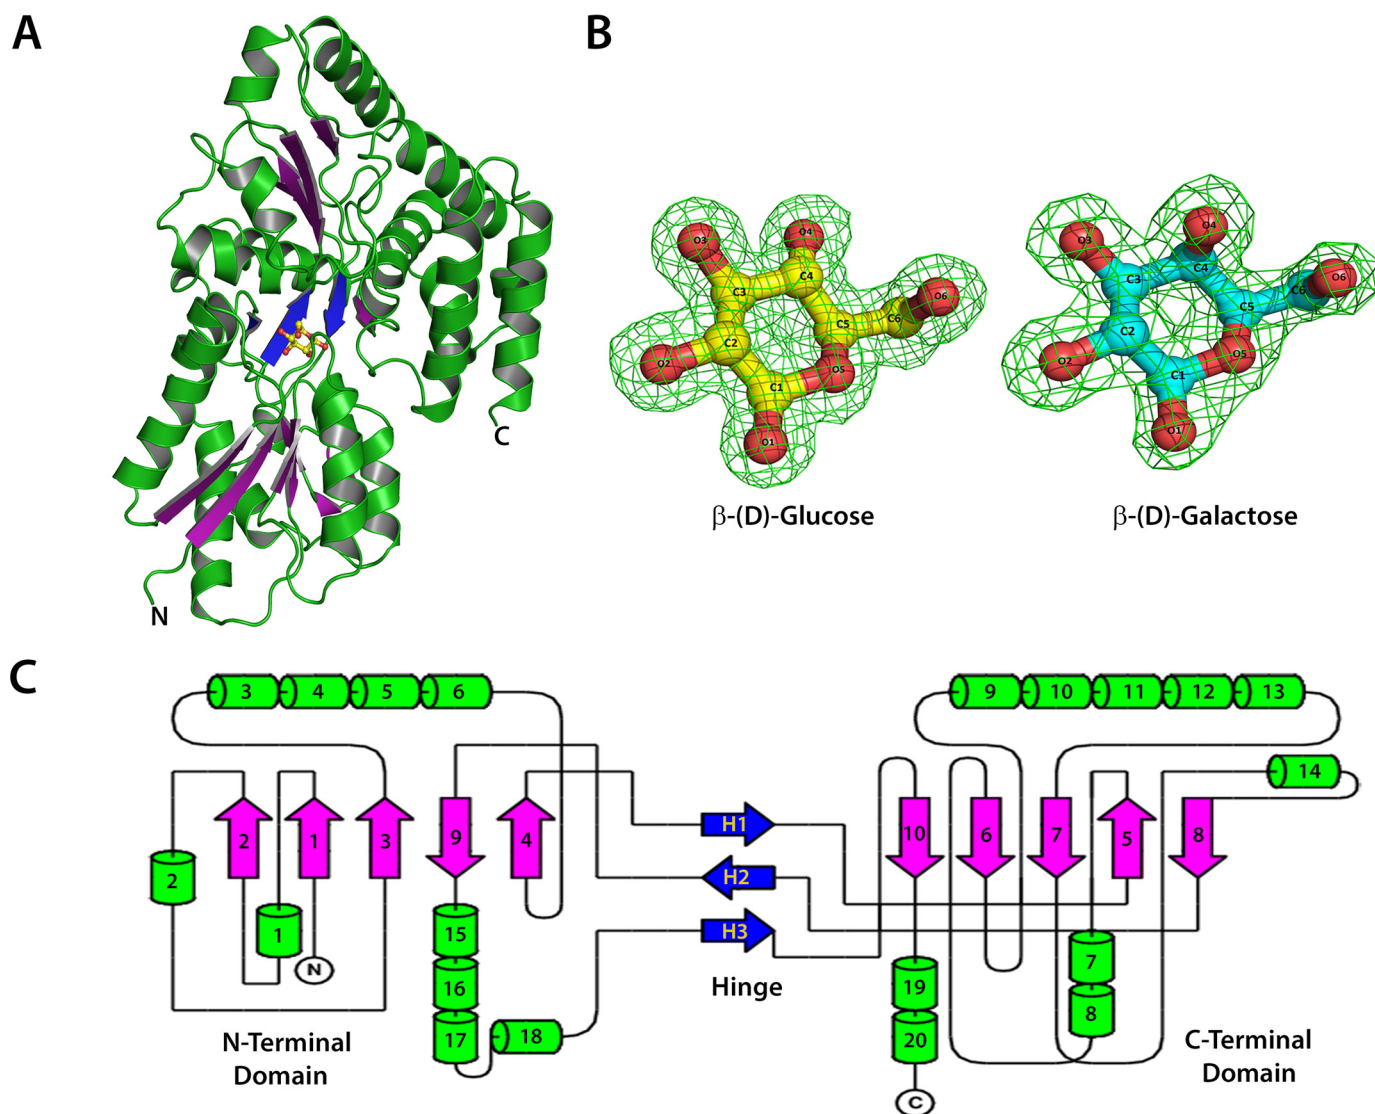 A
B
C
N
O3
O4
O6
C3
C4
C5
C6
C2
O2
O5
C1
O1
β-(D)-Glucose
O3
O4
O6
C3
C4
C6
C5
C2
O2
O5
C1
O1
β-(D)-Galactose
C
3 4 5 6
9 10 11 12 13
14
2 1 3 9 4
H1
10 6 7 5 8
2
H2
1
15
H3
7
N
16
Hinge
19
8
17
18
20
N-Terminal
Domain
C-Terminal
Domain
C